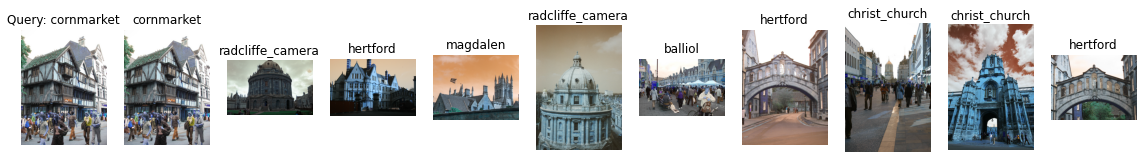 Query: cornmarket
cornmarket
radcliffe_camera
hertford
magdalen
radcliffe_camera
balliol
hertford
christ_church
christ_church
hertford